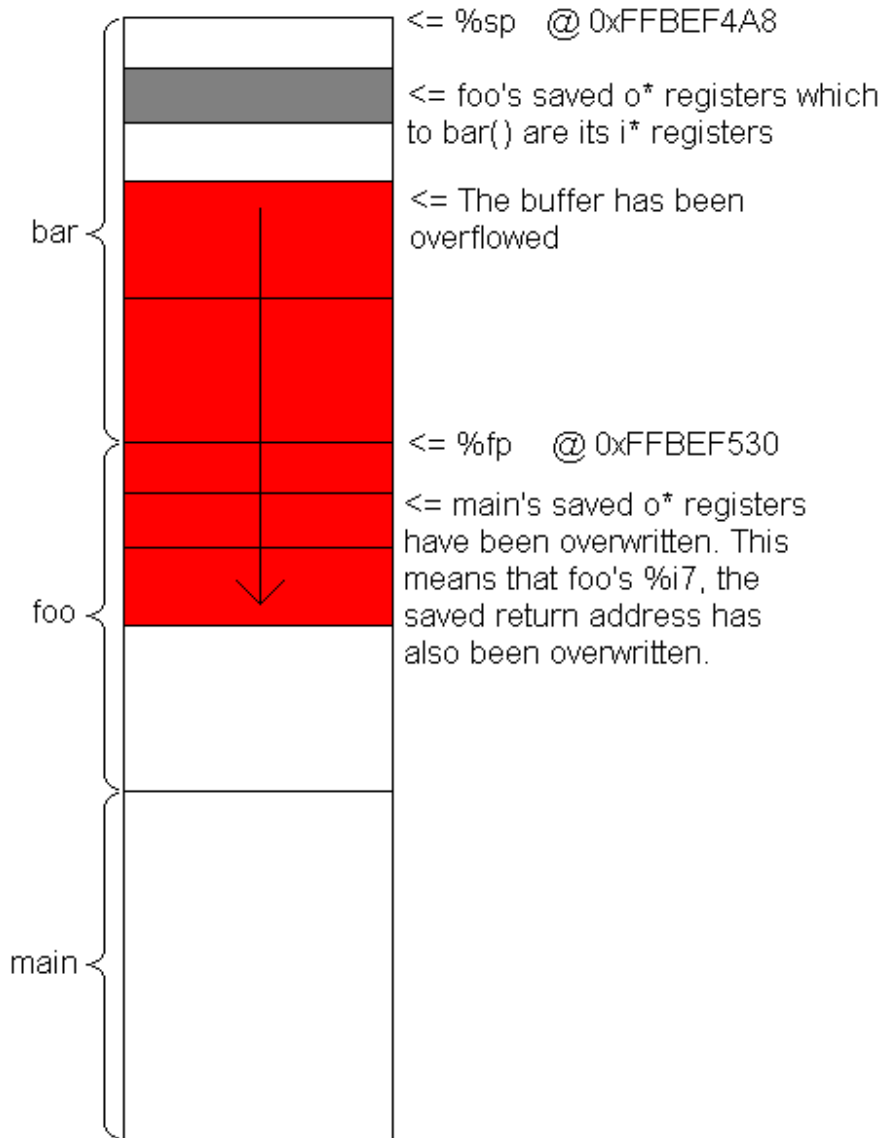 <= %sp @ 0xFFBEF4A8
<= foo's saved o* registers which
to bar() are its i* registers
<= The buffer has been
overflowed
bar
<= %fp @ 0xFFBEF530
<= main's saved o* registers
have been overwritten. This
means that foo's %i7, the
saved return address has
also been overwritten.
foo
main